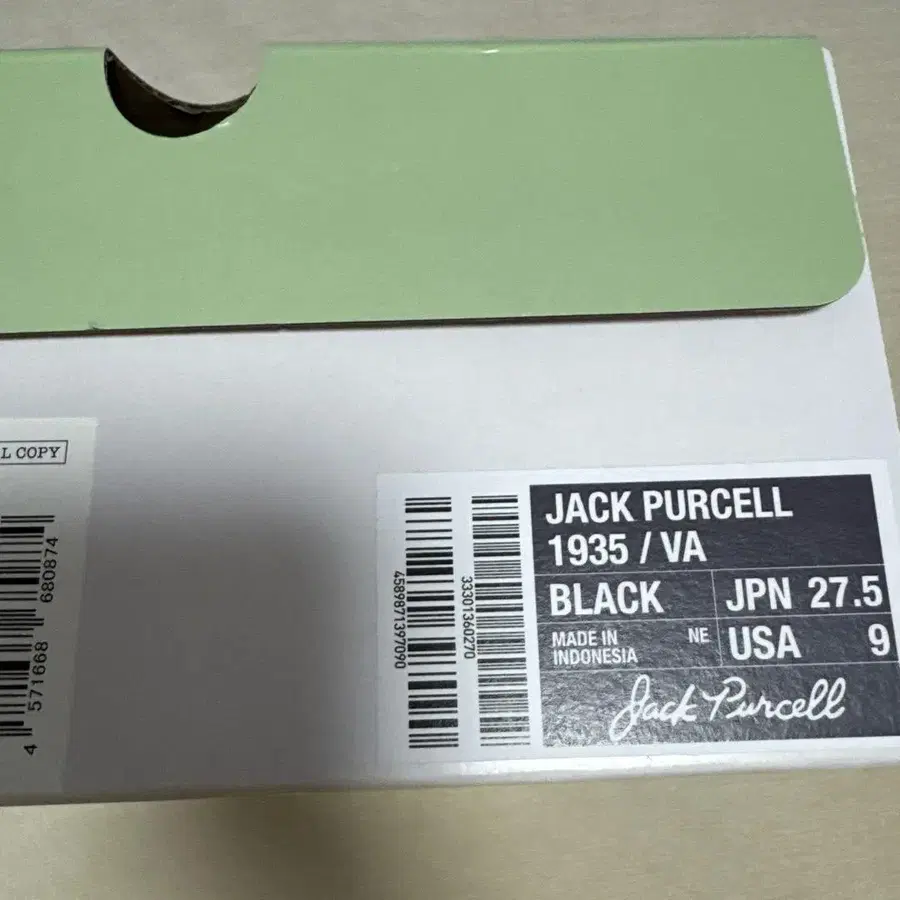 L COPY
4 571668 680874
4589871397090
33301360270
JACK PURCELL
1935 / VA
BLACK
JPN 27.5
MADE IN
INDONESIA
NE
USA 9
Jack Purcell